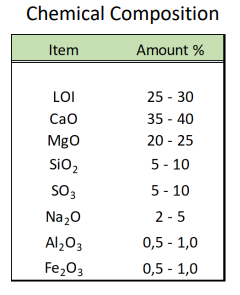 Chemical Composition
Item Amount %
LOI 25 - 30
CaO 35 - 40
MgO 20 - 25
SiO₂ 5 - 10
SO₃ 5 - 10
Na₂O 2 - 5
Al₂O₃ 0,5 - 1,0
Fe₂O₃ 0,5 - 1,0